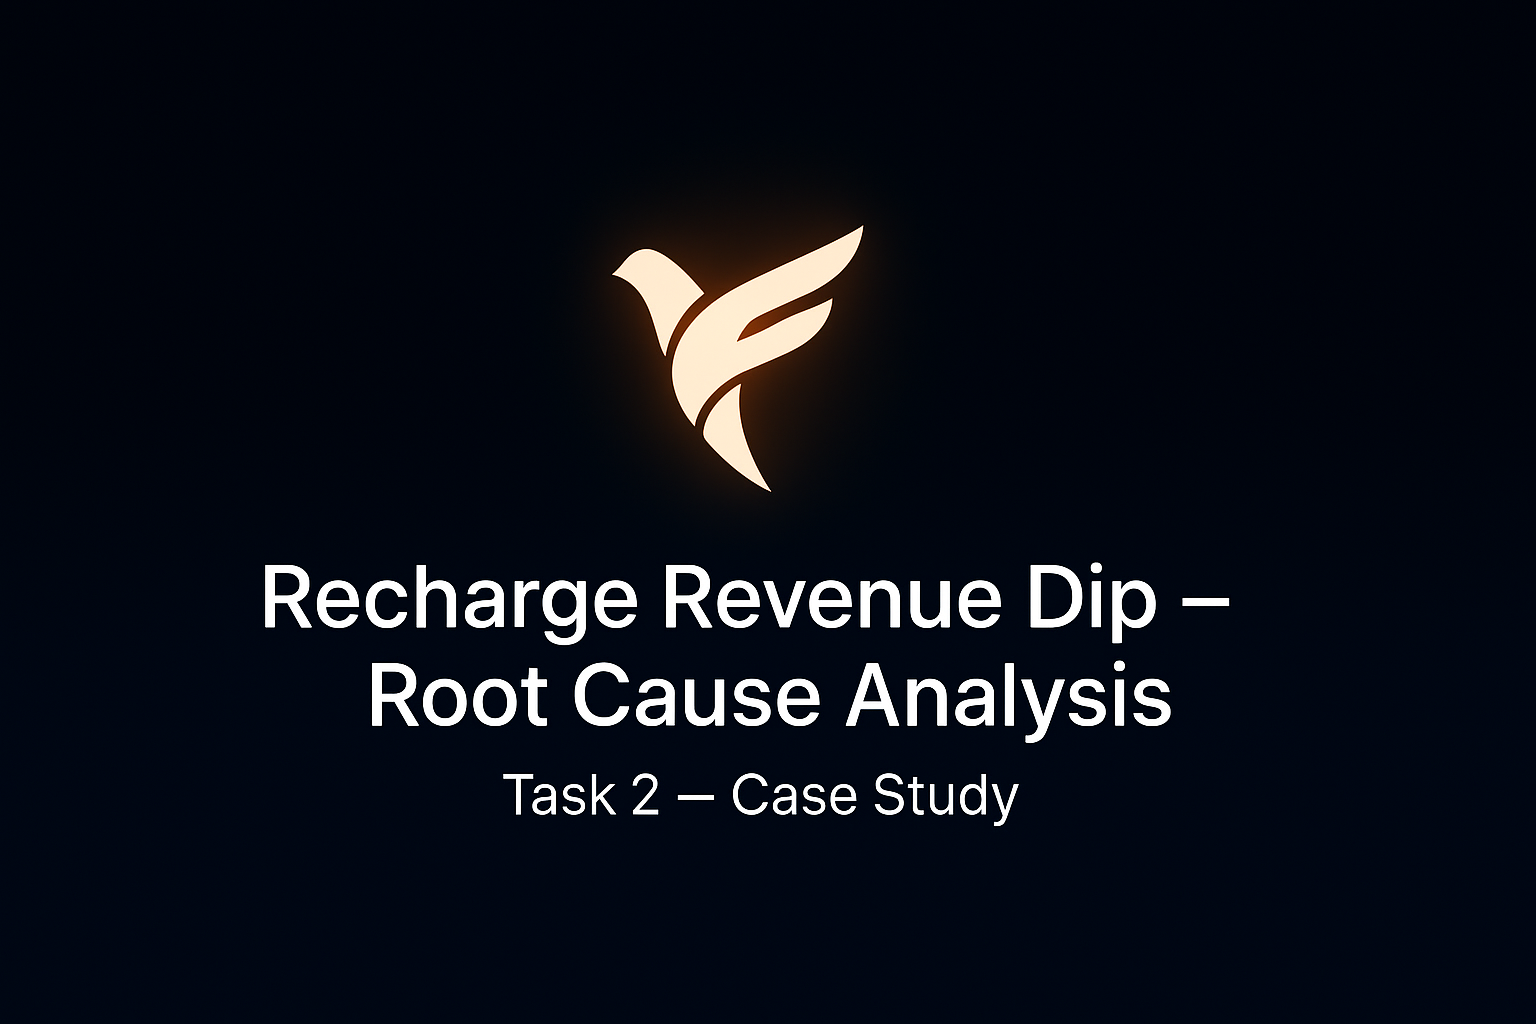 Recharge Revenue Dip –
Root Cause Analysis
Task 2 – Case Study